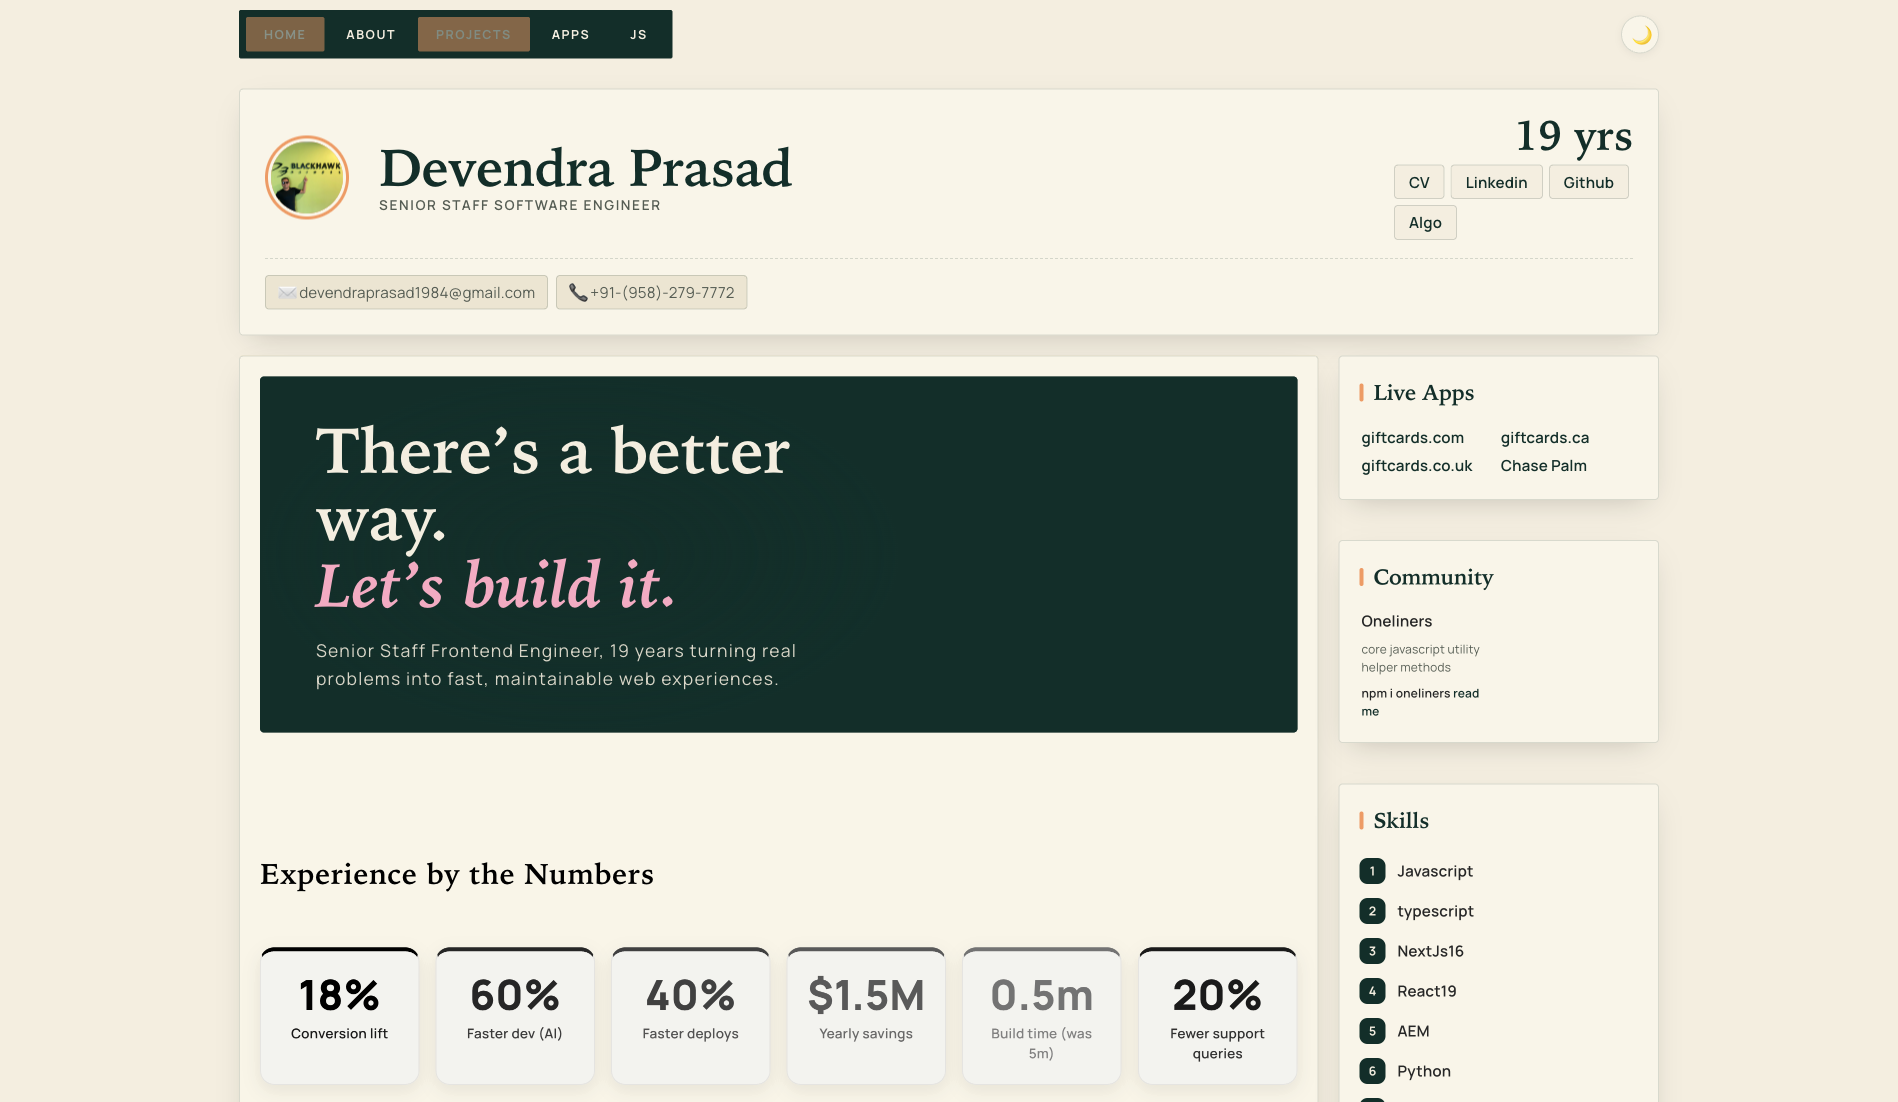 HOME ABOUT PROJECTS APPS JS
BLACKHAWK
Devendra Prasad
SENIOR STAFF SOFTWARE ENGINEER
19 yrs
CV Linkedin Github
Algo
devendraprasad1984@gmail.com +91-(958)-279-7772
There’s a better
way.
Let’s build it.
Senior Staff Frontend Engineer, 19 years turning real
problems into fast, maintainable web experiences.
Experience by the Numbers
18%
Conversion lift
60%
Faster dev (AI)
40%
Faster deploys
$1.5M
Yearly savings
0.5m
Build time (was
5m)
20%
Fewer support
queries
Live Apps
giftcards.com giftcards.ca
giftcards.co.uk Chase Palm
Community
Oneliners
core javascript utility
helper methods
npm i oneliners read
me
Skills
1 Javascript
2 typescript
3 NextJs16
4 React19
5 AEM
6 Python